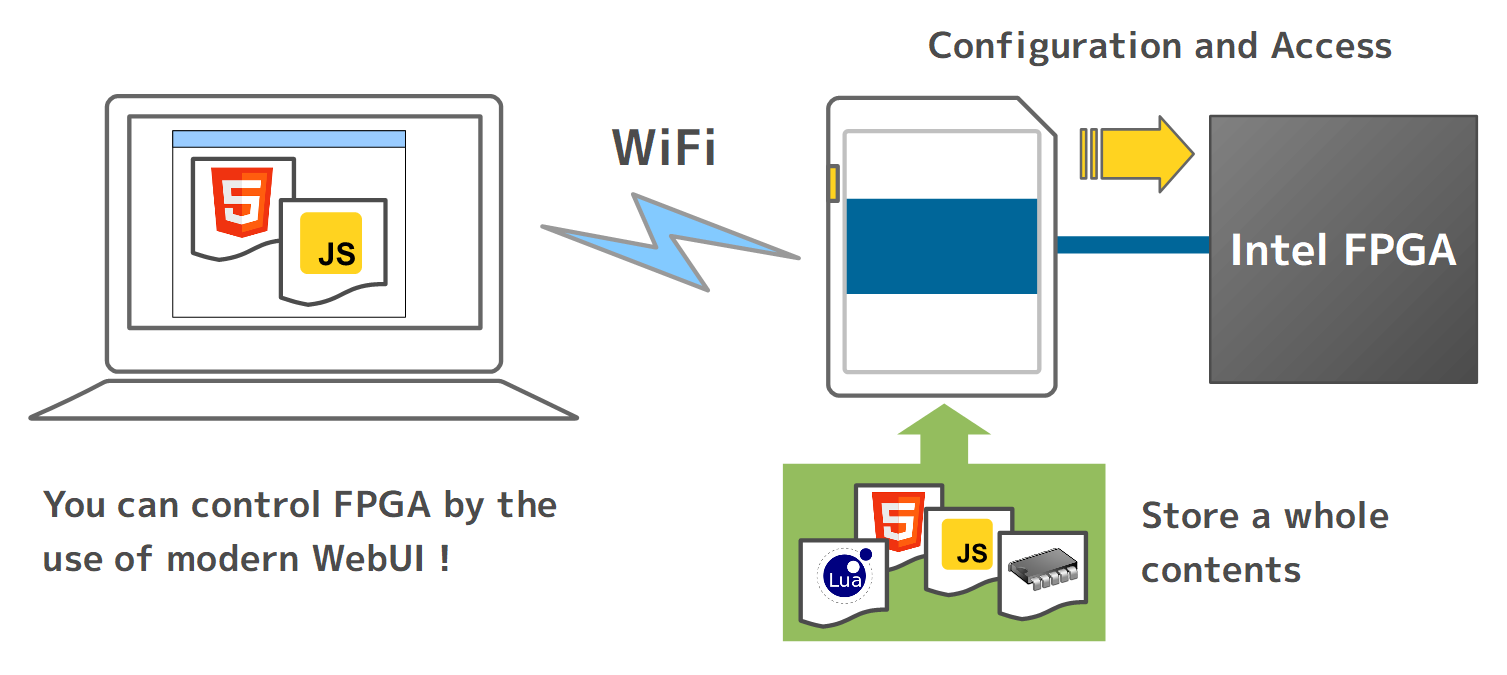 Configuration and Access
WiFi
5
JS
Intel FPGA
You can control FPGA by the
use of modern WebUI !
5
JS
Lua
Store a whole
contents